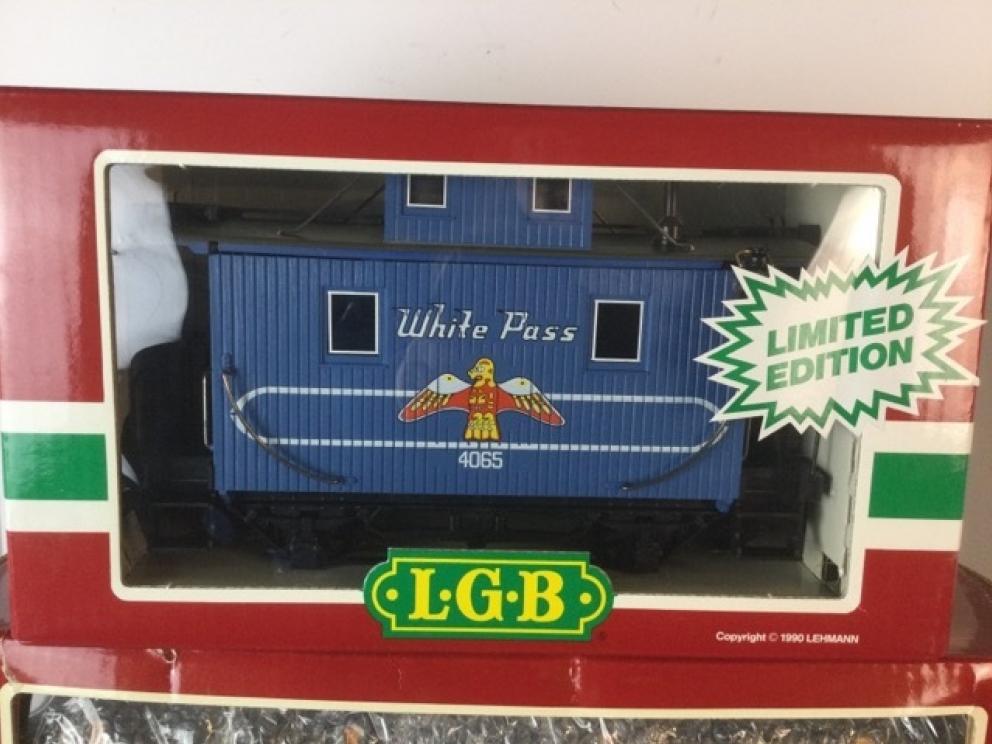 White Pass
4065
LIMITED
EDITION
L·G·B
®
Copyright © 1990 LEHMANN